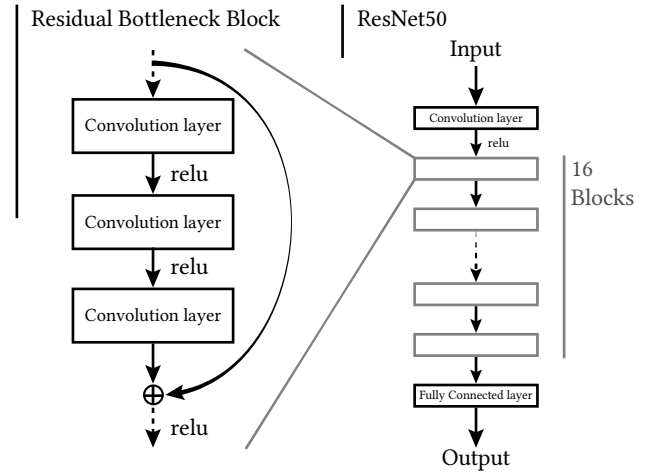 Residual Bottleneck Block
Convolution layer
relu
Convolution layer
relu
Convolution layer
relu
ResNet50
Input
Convolution layer
relu
16
Blocks
Fully Connected layer
Output